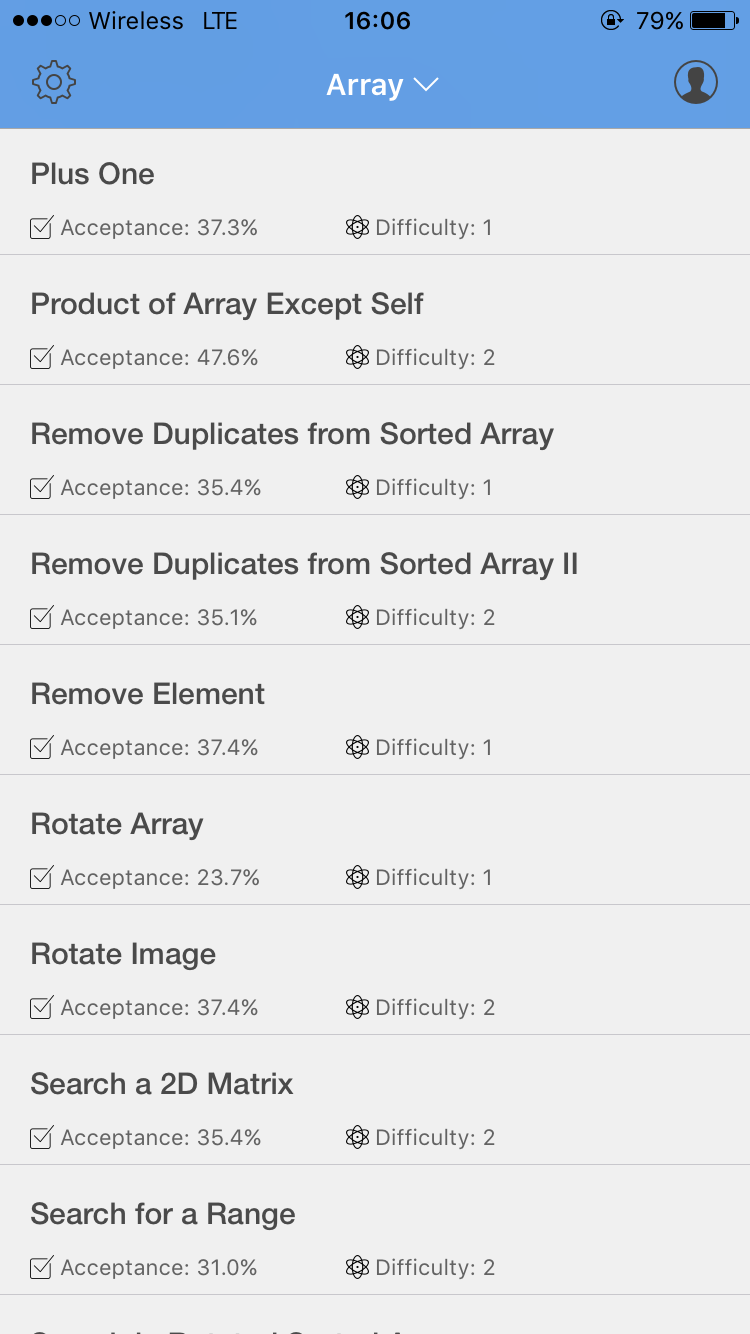 Wireless LTE 16:06 79%
Array
Plus One
Acceptance: 37.3% Difficulty: 1
Product of Array Except Self
Acceptance: 47.6% Difficulty: 2
Remove Duplicates from Sorted Array
Acceptance: 35.4% Difficulty: 1
Remove Duplicates from Sorted Array II
Acceptance: 35.1% Difficulty: 2
Remove Element
Acceptance: 37.4% Difficulty: 1
Rotate Array
Acceptance: 23.7% Difficulty: 1
Rotate Image
Acceptance: 37.4% Difficulty: 2
Search a 2D Matrix
Acceptance: 35.4% Difficulty: 2
Search for a Range
Acceptance: 31.0% Difficulty: 2